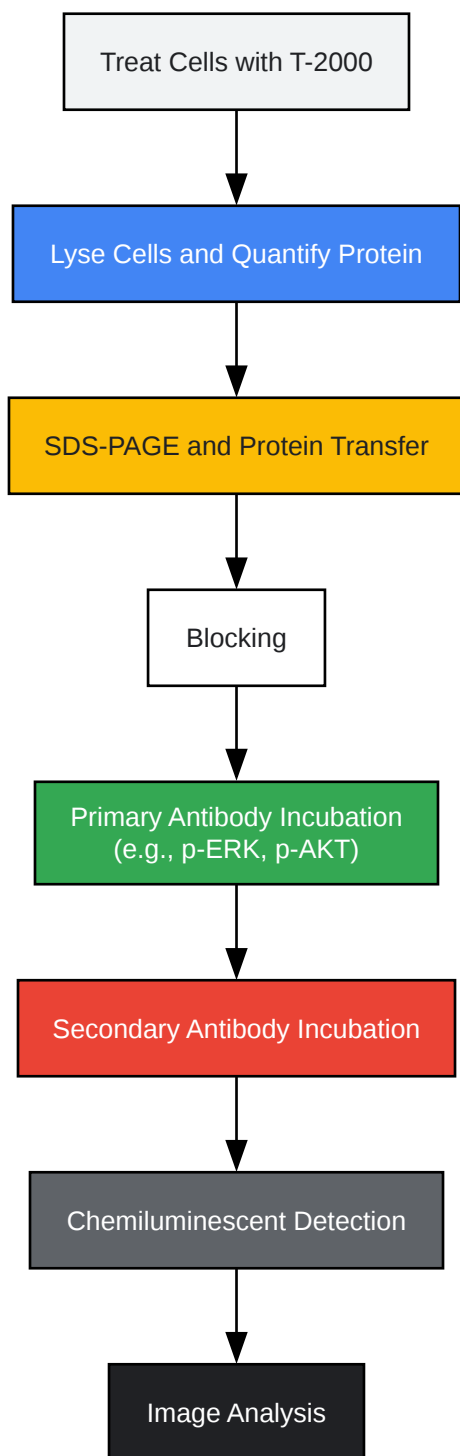 Treat Cells with T-2000
Lyse Cells and Quantify Protein
SDS-PAGE and Protein Transfer
Blocking
Primary Antibody Incubation
(e.g., p-ERK, p-AKT)
Secondary Antibody Incubation
Chemiluminescent Detection
Image Analysis